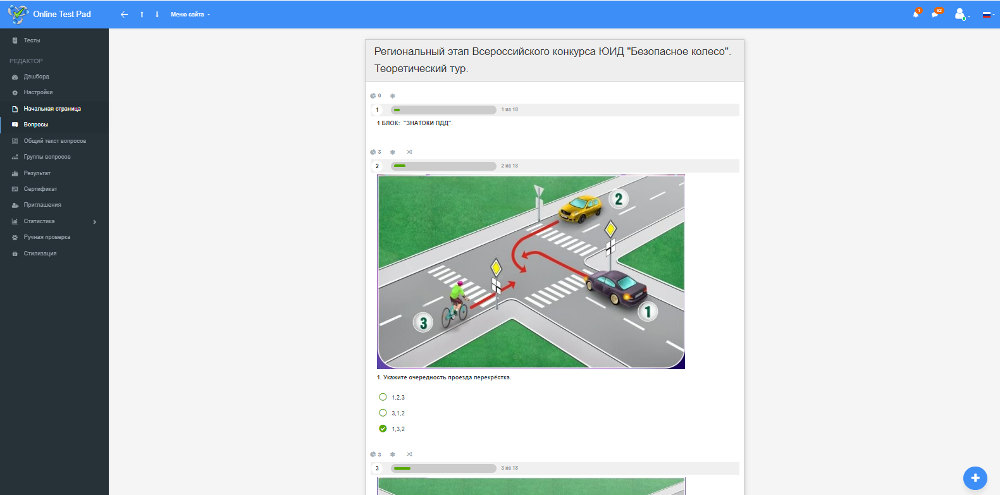 Online Test Pad
Меню сайта
1
62
Тесты
РЕДАКТОР
Дашборд
Настройки
Начальная страница
Вопросы
Общий текст вопросов
Группы вопросов
Результат
Сертификат
Приглашения
Статистика
Ручная проверка
Стилизация
Региональный этап Всероссийского конкурса ЮИД "Безопасное колесо".
Теоретический тур.
0
1
1 из 18
1 БЛОК: "ЗНАТОКИ ПДД".
3
2
2 из 18
2
1
3
1. Укажите очередность проезда перекрёстка.
1,2,3
3,1,2
1,3,2
3
3
3 из 18